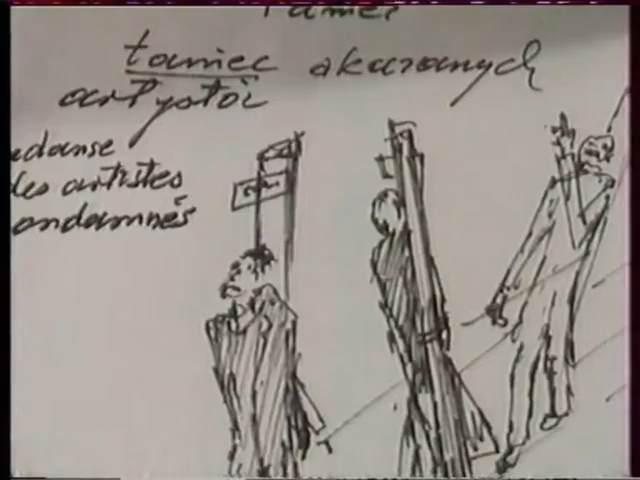 taniec skazanych
artystów
danse
des artistes
ondamnés